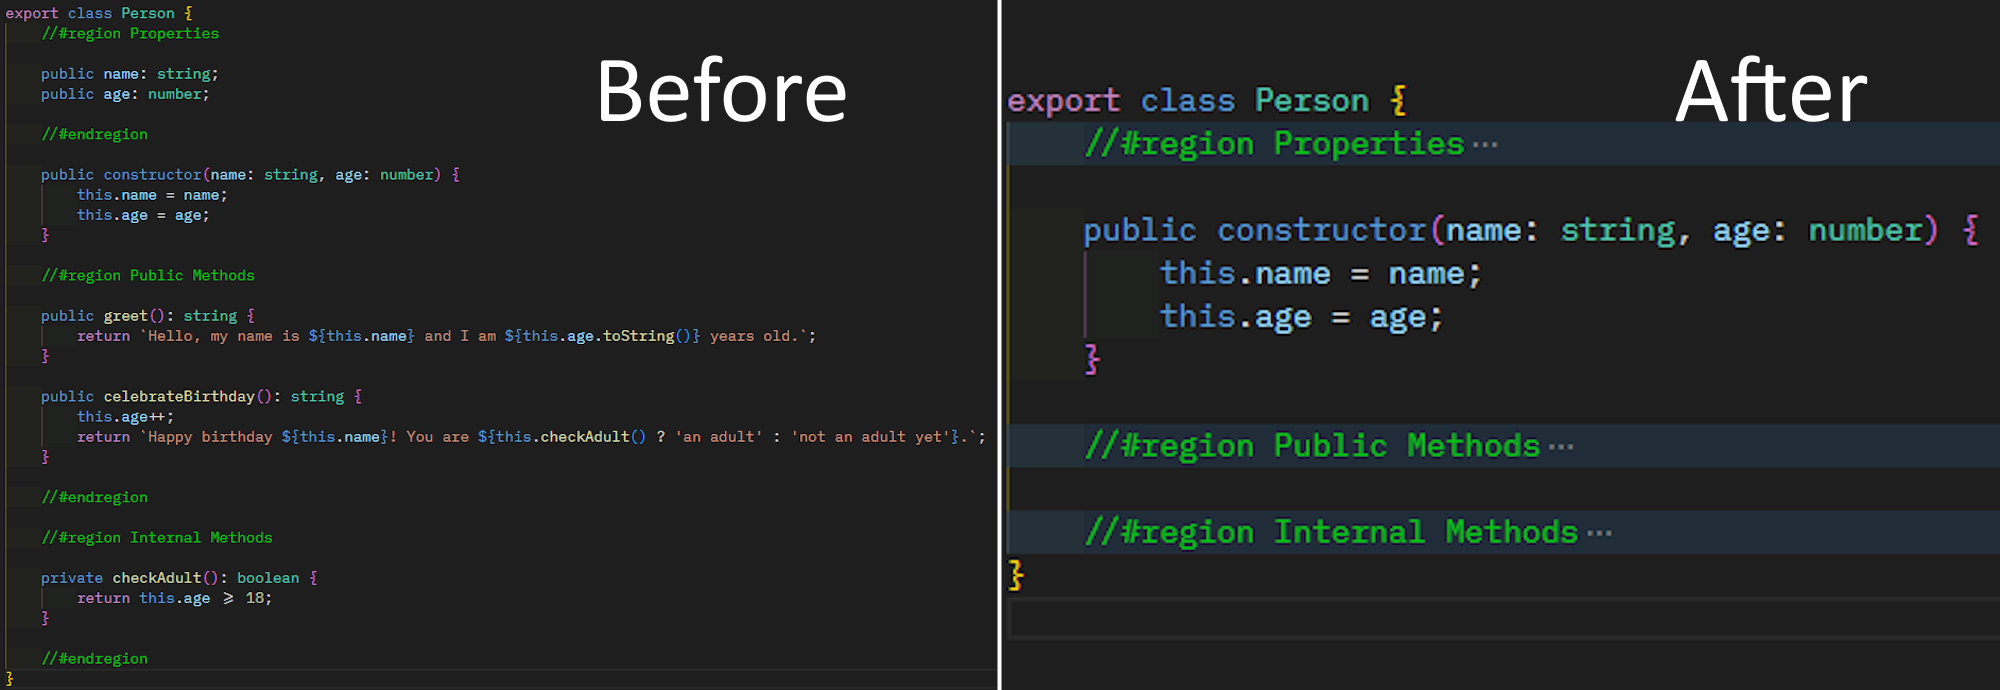 export class Person {
//#region Properties
public name: string;
public age: number;
//#endregion
public constructor(name: string, age: number) {
this.name = name;
this.age = age;
}
//#region Public Methods
public greet(): string {
return `Hello, my name is ${this.name} and I am ${this.age.toString()} years old.`;
}
public celebrateBirthday(): string {
this.age++;
return `Happy birthday ${this.name}! You are ${this.checkAdult() ? 'an adult' : 'not an adult yet'}.`;
}
//#endregion
//#region Internal Methods
private checkAdult(): boolean {
return this.age ⩾ 18;
}
//#endregion
}
Before
After
export class Person {
//#region Properties ···
public constructor(name: string, age: number) {
this.name = name;
this.age = age;
}
//#region Public Methods ···
//#region Internal Methods ···
}